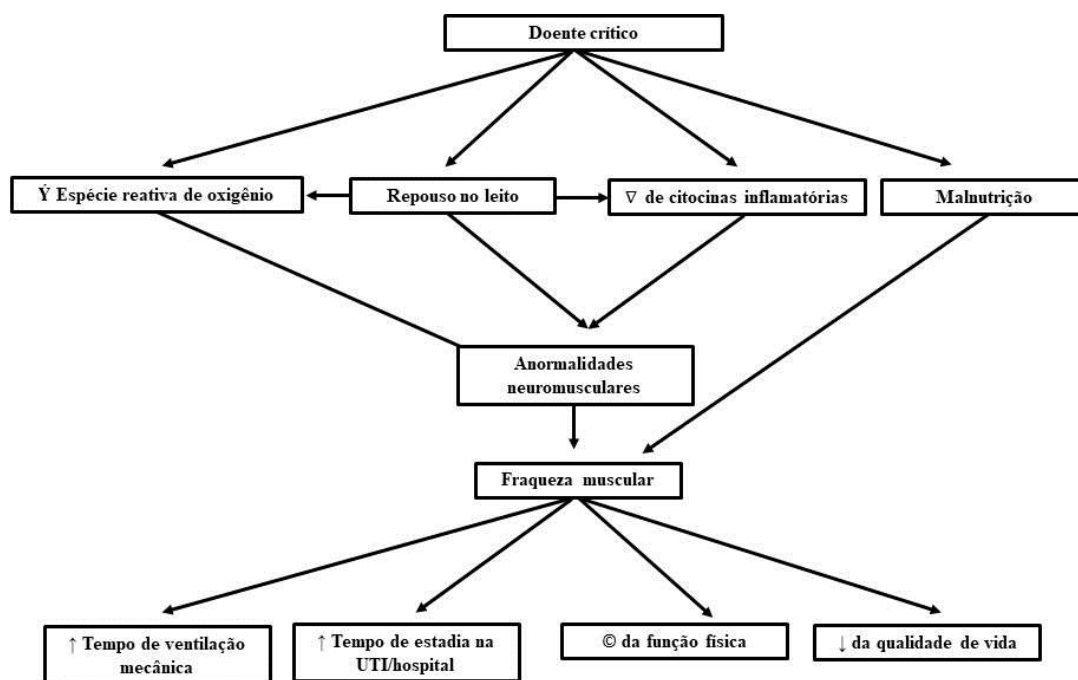 Doente crítico
Ý Espécie reativa de oxigênio
Repouso no leito
∇ de citocinas inflamatórias
Malnutrição
Anormalidades
neuromusculares
Fraqueza muscular
↑ Tempo de ventilação
mecânica
↑ Tempo de estadia na
UTI/hospital
© da função física
↓ da qualidade de vida